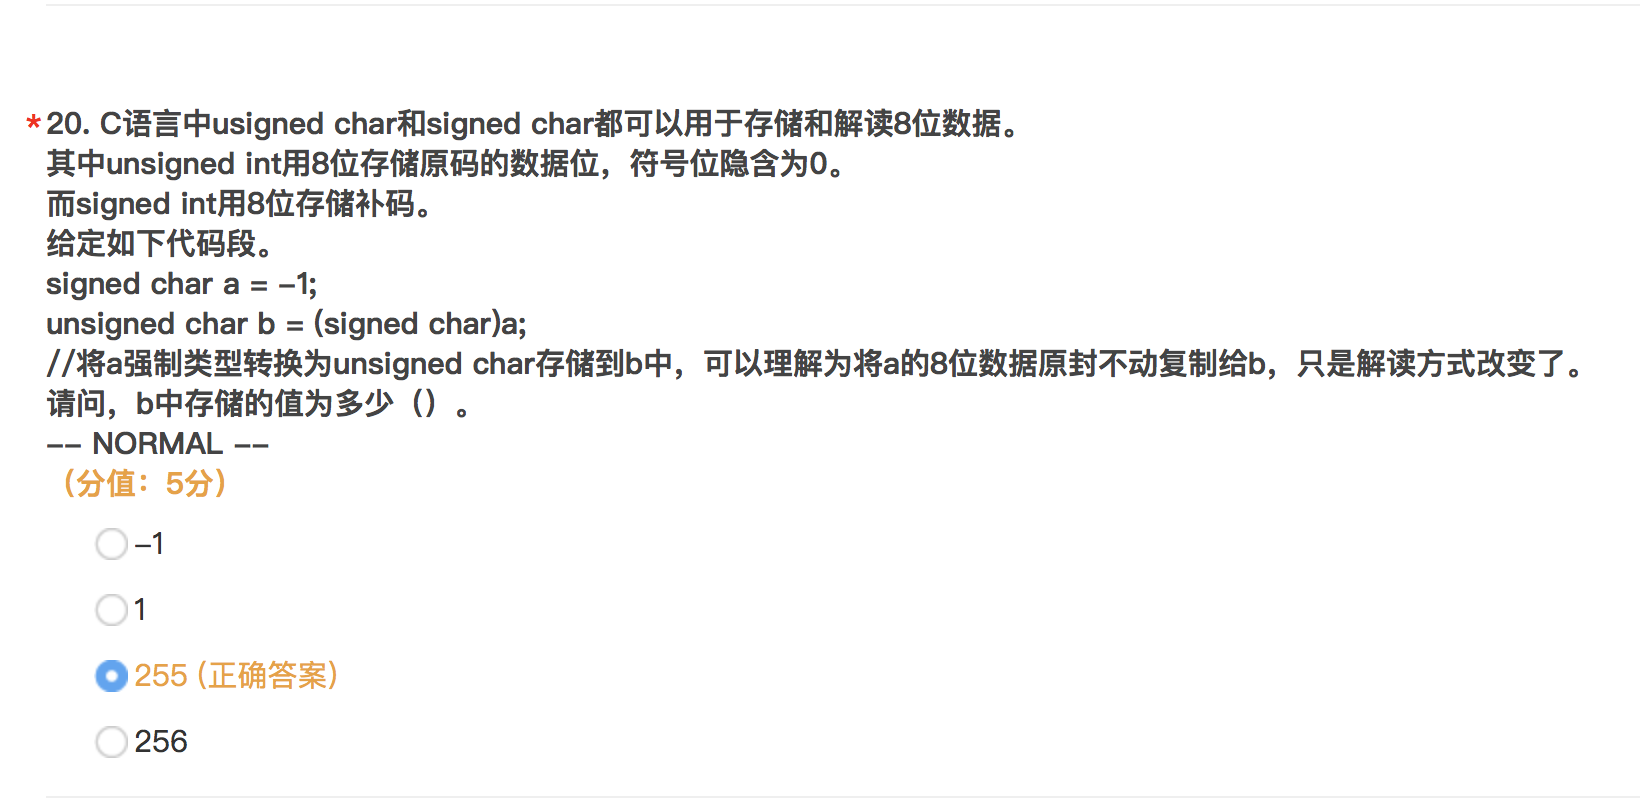 *20. C语言中usigned char和signed char都可以用于存储和解读8位数据。
其中unsigned int用8位存储原码的数据位，符号位隐含为0。
而signed int用8位存储补码。
给定如下代码段。
signed char a = -1;
unsigned char b = (signed char)a;
//将a强制类型转换为unsigned char存储到b中，可以理解为将a的8位数据原封不动复制给b，只是解读方式改变了。
请问，b中存储的值为多少（）。
-- NORMAL --
（分值：5分）
-1
1
255 (正确答案)
256